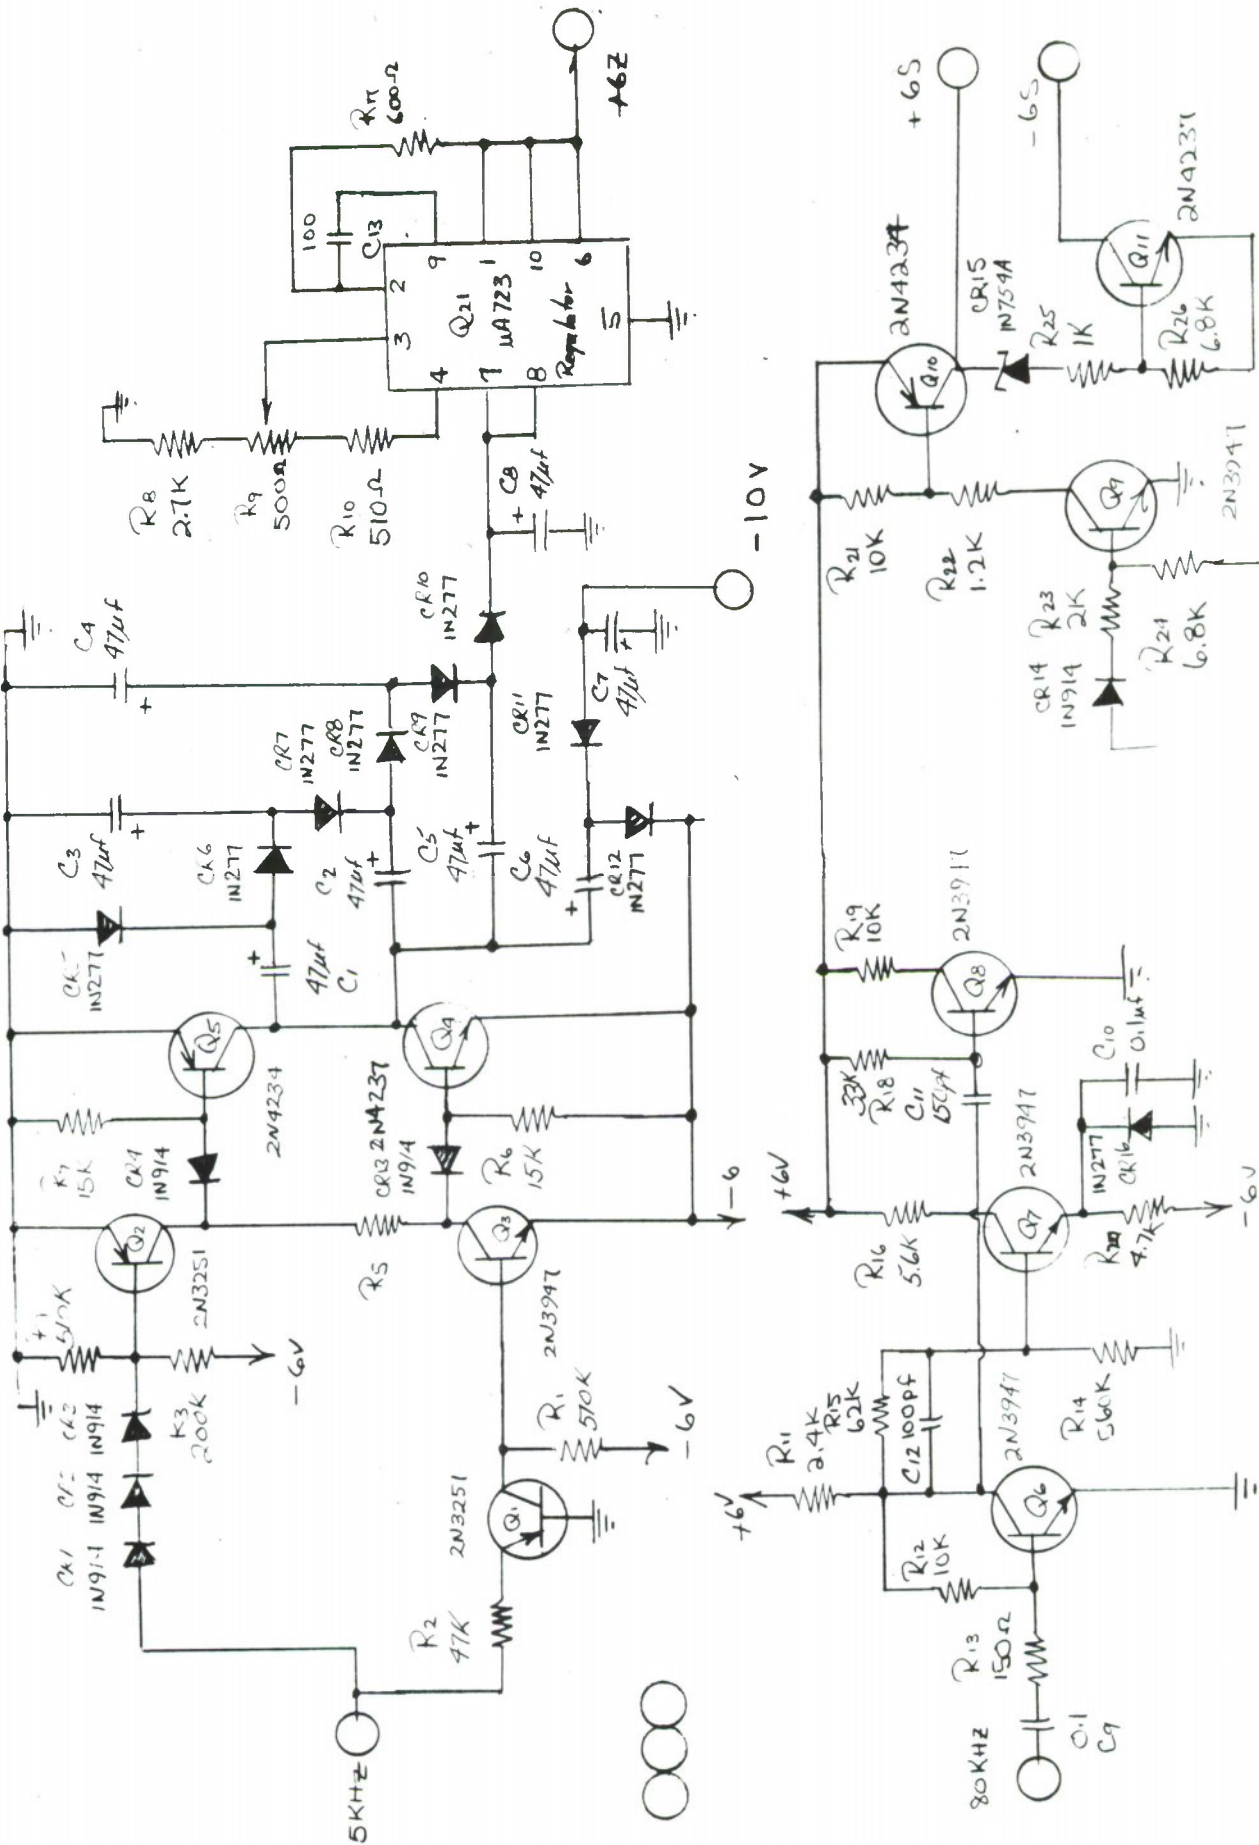 5KHZ
R2
47K
CR1
1N914
1N914
1N914
R3
200K
-6V
510K
2N3251
Q2
Q1
2N3251
R1
510K
-6V
2N3947
Q3
R5
15K
CR4
1N914
CR13
1N914
R6
15K
-6
Q5
2N4234
Q4
2N4237
1N277
+
47µf
C1
CR6
1N277
C3
47µf
+
C2
47µf
+
CR7
1N277
CR8
1N277
C4
47µf
+
CR9
1N277
C5
47µf
+
C6
47µf
+
CR12
1N277
CR10
1N277
CR11
1N277
C7
47µf
+
-10V
C8
47µf
+
R8
2.7K
R9
500Ω
R10
510Ω
4
3
2
7
8
Q21
µA723
Regulator
5
9
1
10
6
100
C13
600Ω
+6Z
80KHZ
0.1
C9
R13
150Ω
R12
10K
Q6
2N3947
+6V
R11
2.4K
R15
62K
C12 100pf
R14
560K
R16
5.6K
+6V
Q7
2N3947
R20
4.7K
-6V
1N277
CR16
C10
0.1µf
33K
R18
C11
150pf
R19
10K
Q8
CR14
1N914
R23
2K
R24
6.8K
Q9
2N3947
R21
10K
R22
1.2K
Q10
2N4234
CR15
1N754A
R25
1K
R26
6.8K
Q11
2N4237
+6S
-6S